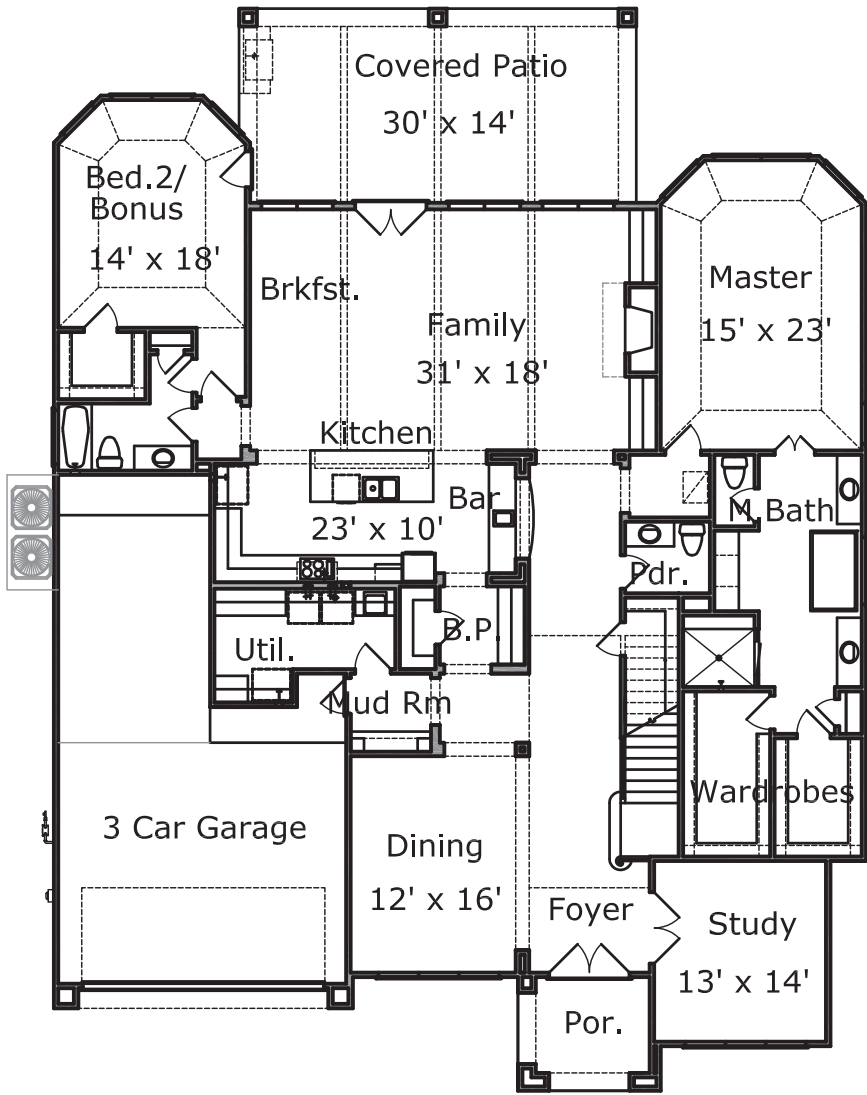 Covered Patio
30' x 14'
Bed.2/
Bonus
14' x 18'
Brkfst.
Family
31' x 18'
Master
15' x 23'
Kitchen
Bar
23' x 10'
M.Bath
Pdr.
B.P
Util.
Mud Rm
Wardrobes
3 Car Garage
Dining
12' x 16'
Foyer
Study
13' x 14'
Por.